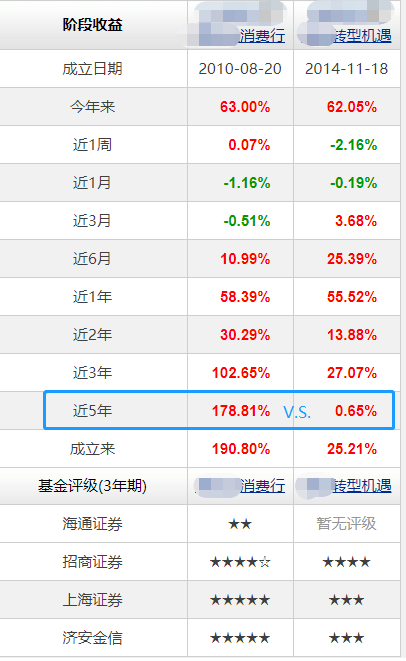 阶段收益 消费行 转型机遇
成立日期 2010-08-20 2014-11-18
今年来 63.00% 62.05%
近1周 0.07% -2.16%
近1月 -1.16% -0.19%
近3月 -0.51% 3.68%
近6月 10.99% 25.39%
近1年 58.39% 55.52%
近2年 30.29% 13.88%
近3年 102.65% 27.07%
近5年 178.81% V.S. 0.65%
成立来 190.80% 25.21%
基金评级(3年期) 消费行 转型机遇
海通证券 ★★ 暂无评级
招商证券 ★★★★☆ ★★★★
上海证券 ★★★★★ ★★★
济安金信 ★★★★★ ★★★